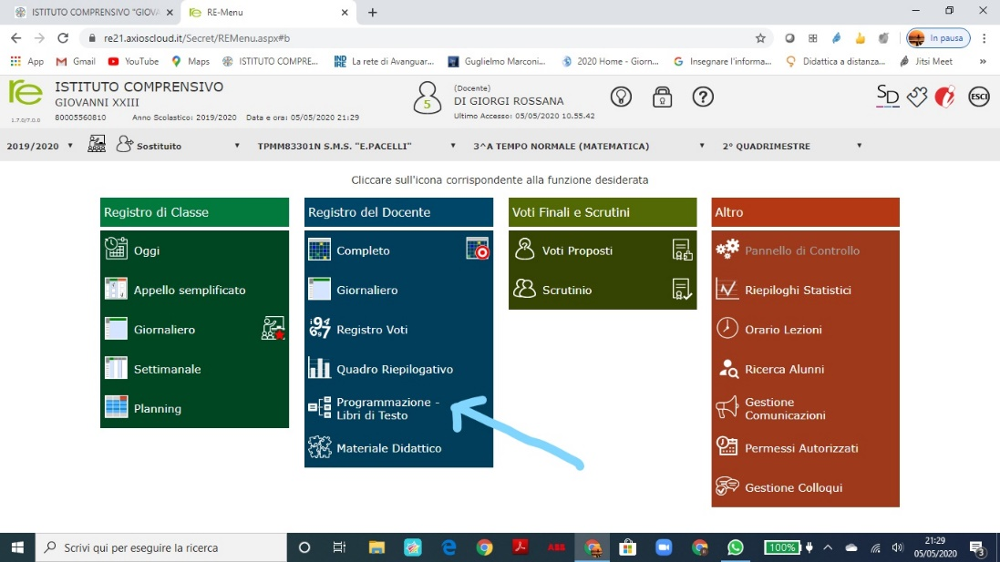 ISTITUTO COMPRENSIVO "GIOVA
RE-Menu
re21.axioscloud.it/Secret/REMenu.aspx#b
In pausa
App
Gmail
YouTube
Maps
ISTITUTO COMPRE...
La rete di Avanguar...
Guglielmo Marconi...
2020 Home - Giorn...
Insegnare l'informa...
Didattica a distanza...
Jitsi Meet
»
re
1.7.0/7.0.0
ISTITUTO COMPRENSIVO
GIOVANNI XXIII
80005560810 Anno Scolastico: 2019/2020 Data e ora: 05/05/2020 21:29
5
(Docente)
DI GIORGI ROSSANA
Ultimo Accesso: 05/05/2020 10.55.42
SD
ESCI
2019/2020
Sostituito
TPMM83301N S.M.S. "E.PACELLI"
3^A TEMPO NORMALE (MATEMATICA)
2° QUADRIMESTRE
Cliccare sull'icona corrispondente alla funzione desiderata
Registro di Classe
Oggi
Appello semplificato
Giornaliero
Settimanale
Planning
Registro del Docente
Completo
Giornaliero
Registro Voti
Quadro Riepilogativo
Programmazione -
Libri di Testo
Materiale Didattico
Voti Finali e Scrutini
Voti Proposti
Scrutinio
Altro
Pannello di Controllo
Riepiloghi Statistici
Orario Lezioni
Ricerca Alunni
Gestione
Comunicazioni
Permessi Autorizzati
Gestione Colloqui
Scrivi qui per eseguire la ricerca
ABB
100%
21:29
05/05/2020
3